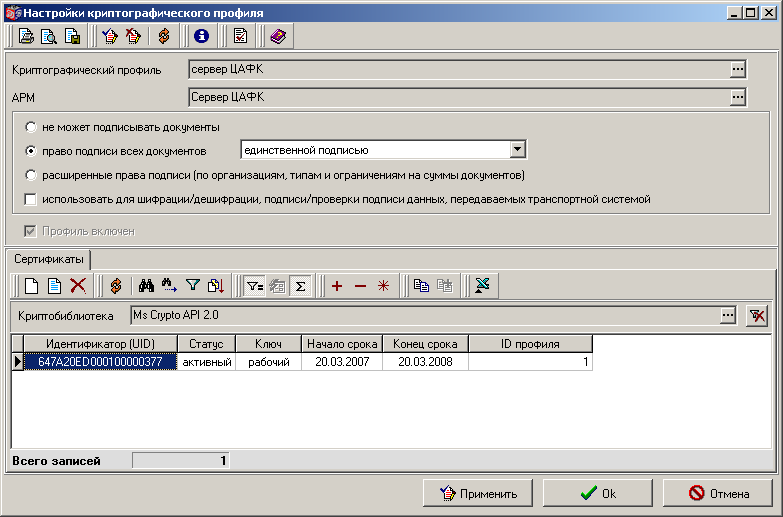 Настройки криптографического профиля
Криптографический профиль сервер ЦАФК ...
АРМ Сервер ЦАФК ...
не может подписывать документы
право подписи всех документов единственной подписью
расширенные права подписи (по организациям, типам и ограничениям на суммы документов)
использовать для шифрации/дешифрации, подписи/проверки подписи данных, передаваемых транспортной системой
Профиль включен
Сертификаты
Криптобиблиотека Ms Crypto API 2.0 ...
Идентификатор (UID) Статус Ключ Начало срока Конец срока ID профиля
647A20ED000100000377 активный рабочий 20.03.2007 20.03.2008 1
Всего записей 1
Применить Ok Отмена